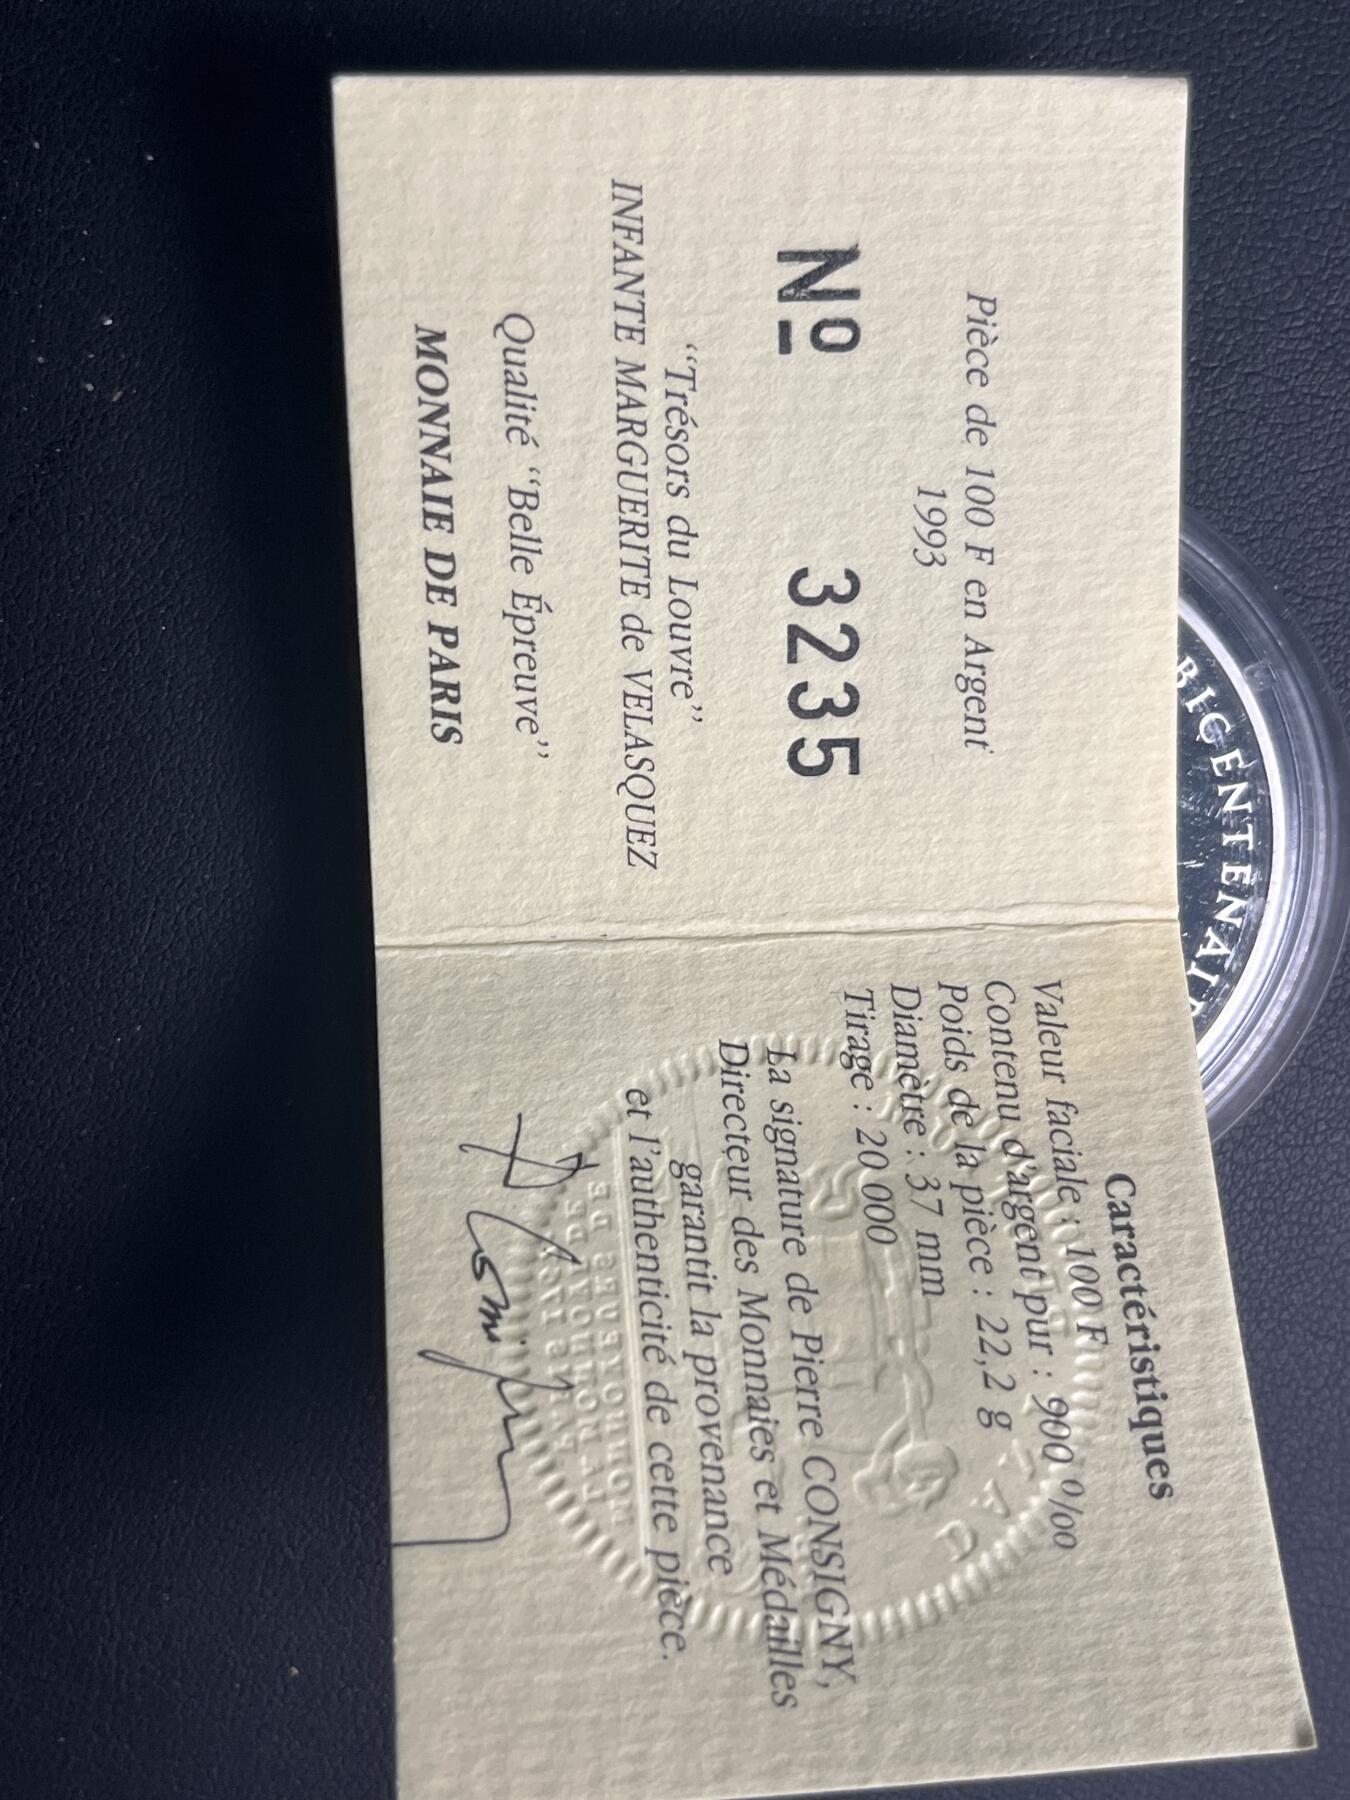 Pièce de 100 F en Argent
1993
Nº 3235
“Trésors du Louvre”
INFANTE MARGUERITE de VELASQUEZ
Qualité “Belle Épreuve”
MONNAIE DE PARIS
Caractéristiques
Valeur faciale : 100 F
Contenu d'argent pur : 900 º/oo
Poids de la pièce : 22,2 g
Diamètre : 37 mm
Tirage : 20 000
La signature de Pierre CONSIGNY,
Directeur des Monnaies et Médailles
garantit la provenance
et l'authenticité de cette pièce.
BICENTENAI